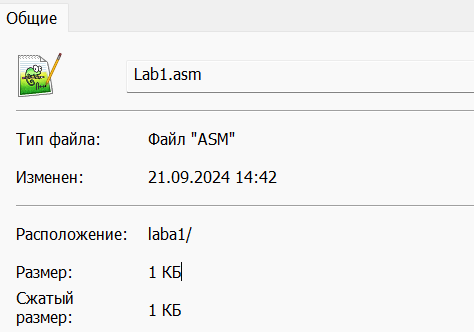 Общие
Lab1.asm
Тип файла: Файл "ASM"
Изменен: 21.09.2024 14:42
Расположение: laba1/
Размер: 1 КБ
Сжатый
размер: 1 КБ